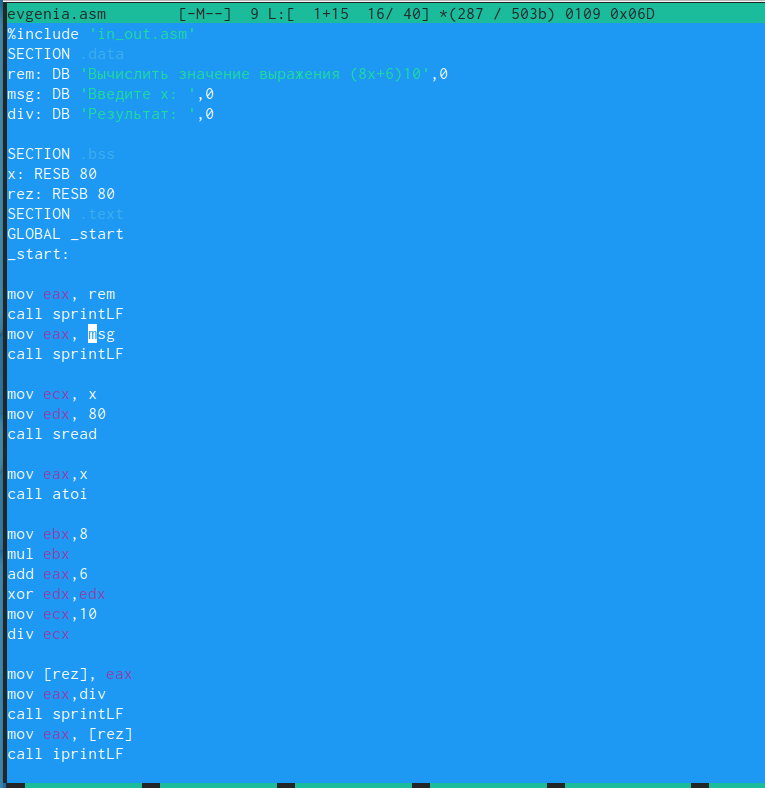 evgenia.asm [-M--] 9 L:[ 1+15 16/ 40] *(287 / 503b) 0109 0x06D
%include 'in_out.asm'
SECTION .data
rem: DB 'Вычислить значение выражения (8x+6)10',0
msg: DB 'Введите x: ',0
div: DB 'Результат: ',0
SECTION .bss
x: RESB 80
rez: RESB 80
SECTION .text
GLOBAL _start
_start:
mov eax, rem
call sprintLF
mov eax, msg
call sprintLF
mov ecx, x
mov edx, 80
call sread
mov eax,x
call atoi
mov ebx,8
mul ebx
add eax,6
xor edx,edx
mov ecx,10
div ecx
mov [rez], eax
mov eax,div
call sprintLF
mov eax, [rez]
call iprintLF